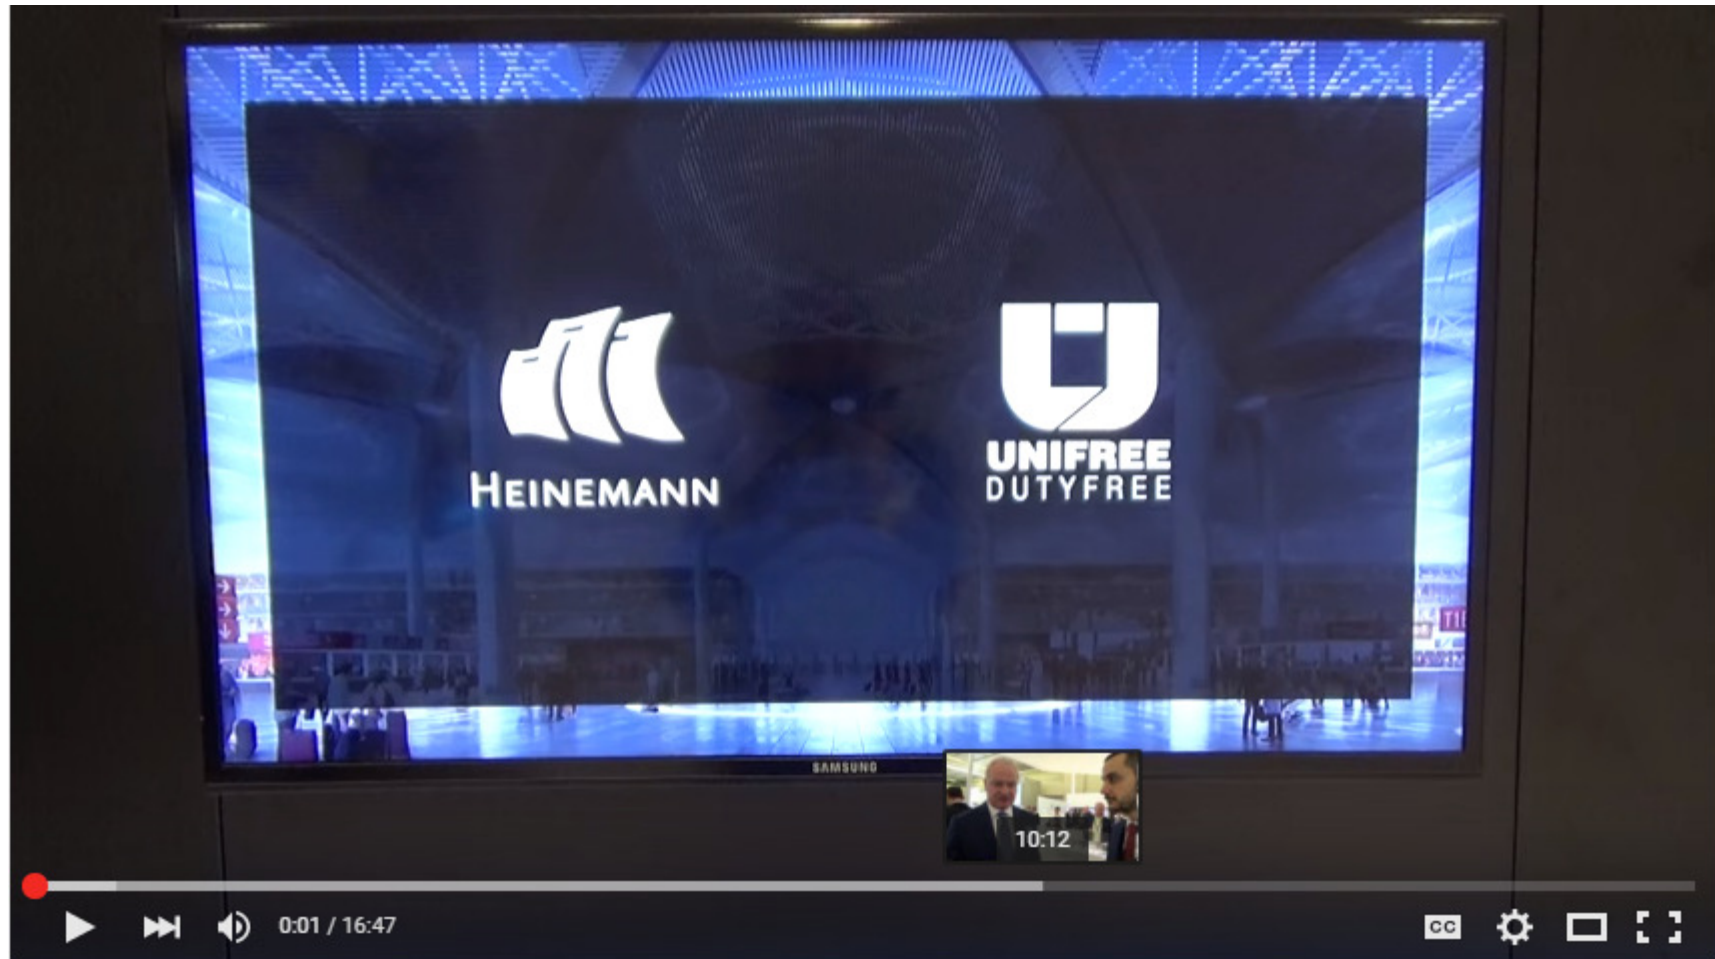 HEINEMANN
UNIFREE
DUTYFREE
SAMSUNG
10:12
0:01 / 16:47
CC